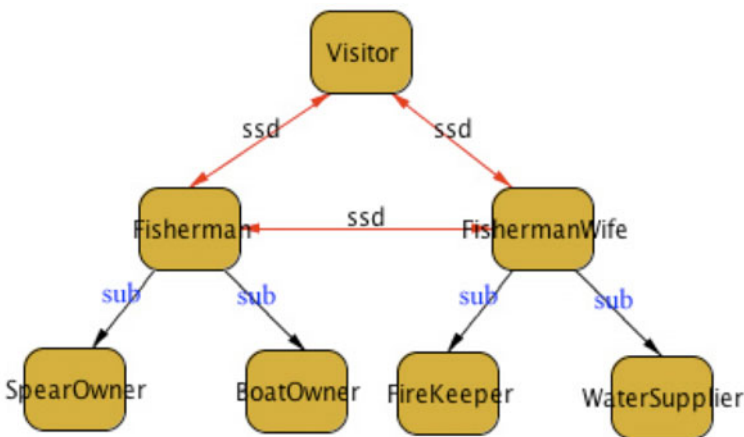 Visitor
ssd
ssd
Fisherman
ssd
FishermanWife
sub
sub
sub
sub
SpearOwner
BoatOwner
FireKeeper
WaterSupplier